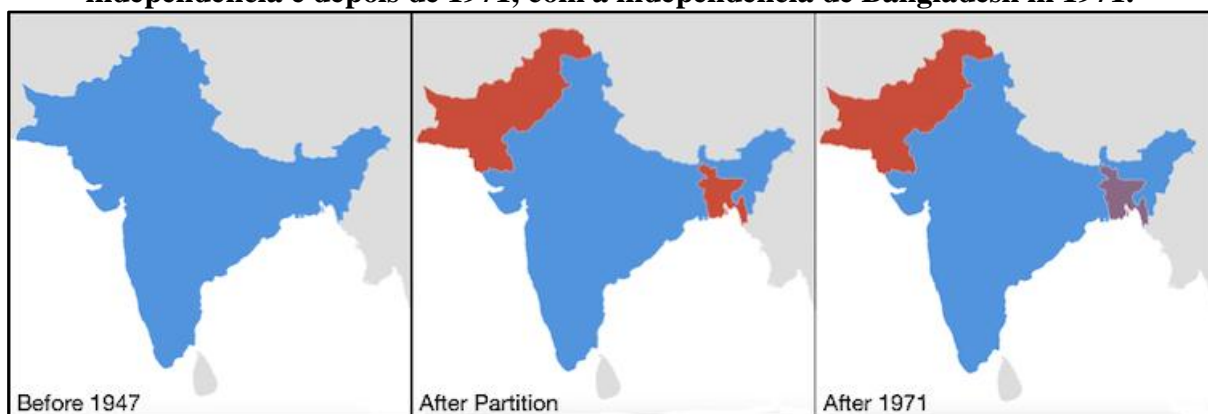 independência e depois de 1971, com a independência de Bangladesh in 1971.
Before 1947
After Partition
After 1971